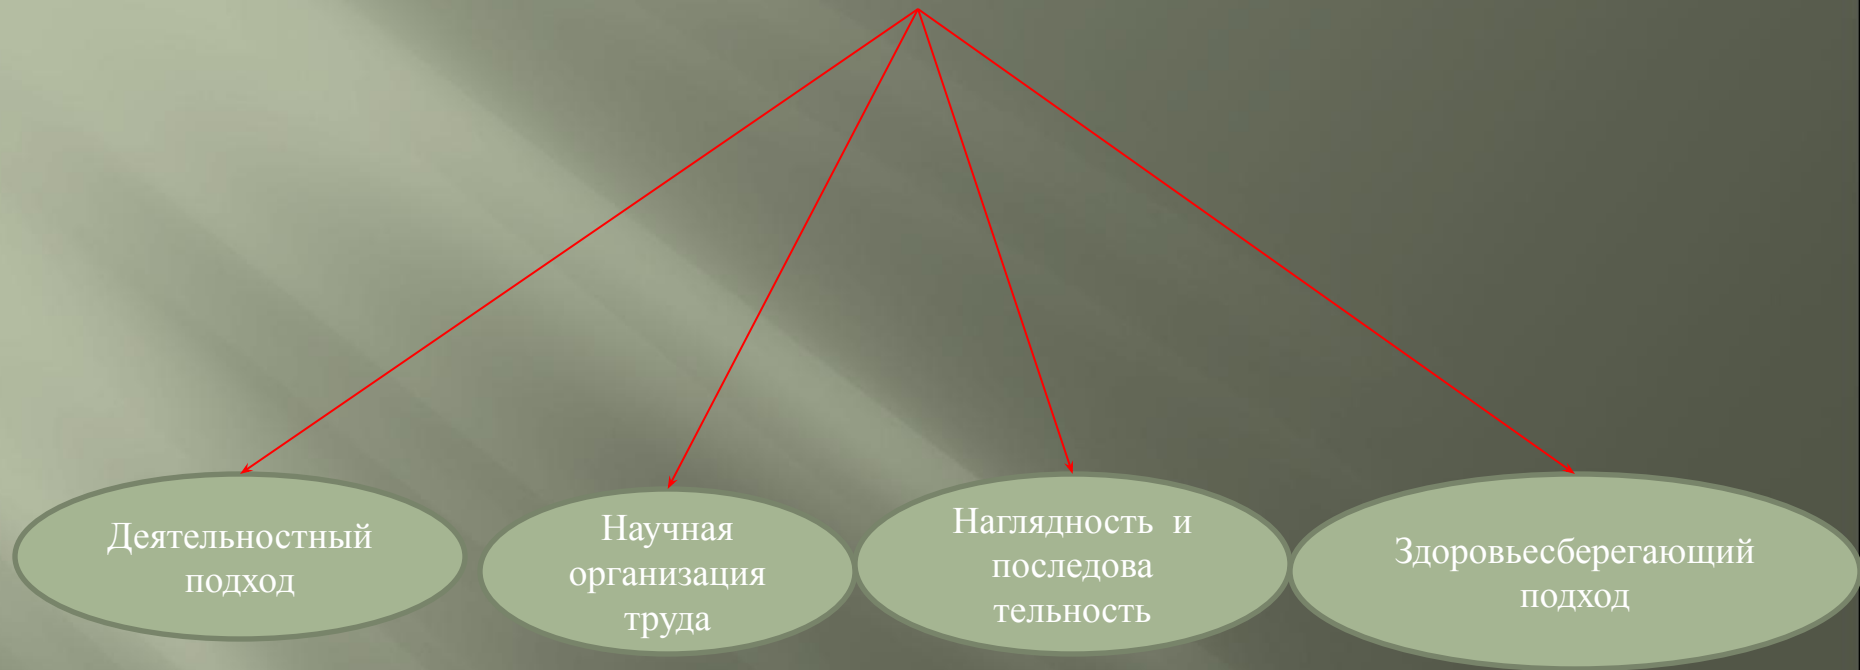 Деятельностный
подход
Научная
организация
труда
Наглядность и
последова
тельность
Здоровьесберегающий
подход